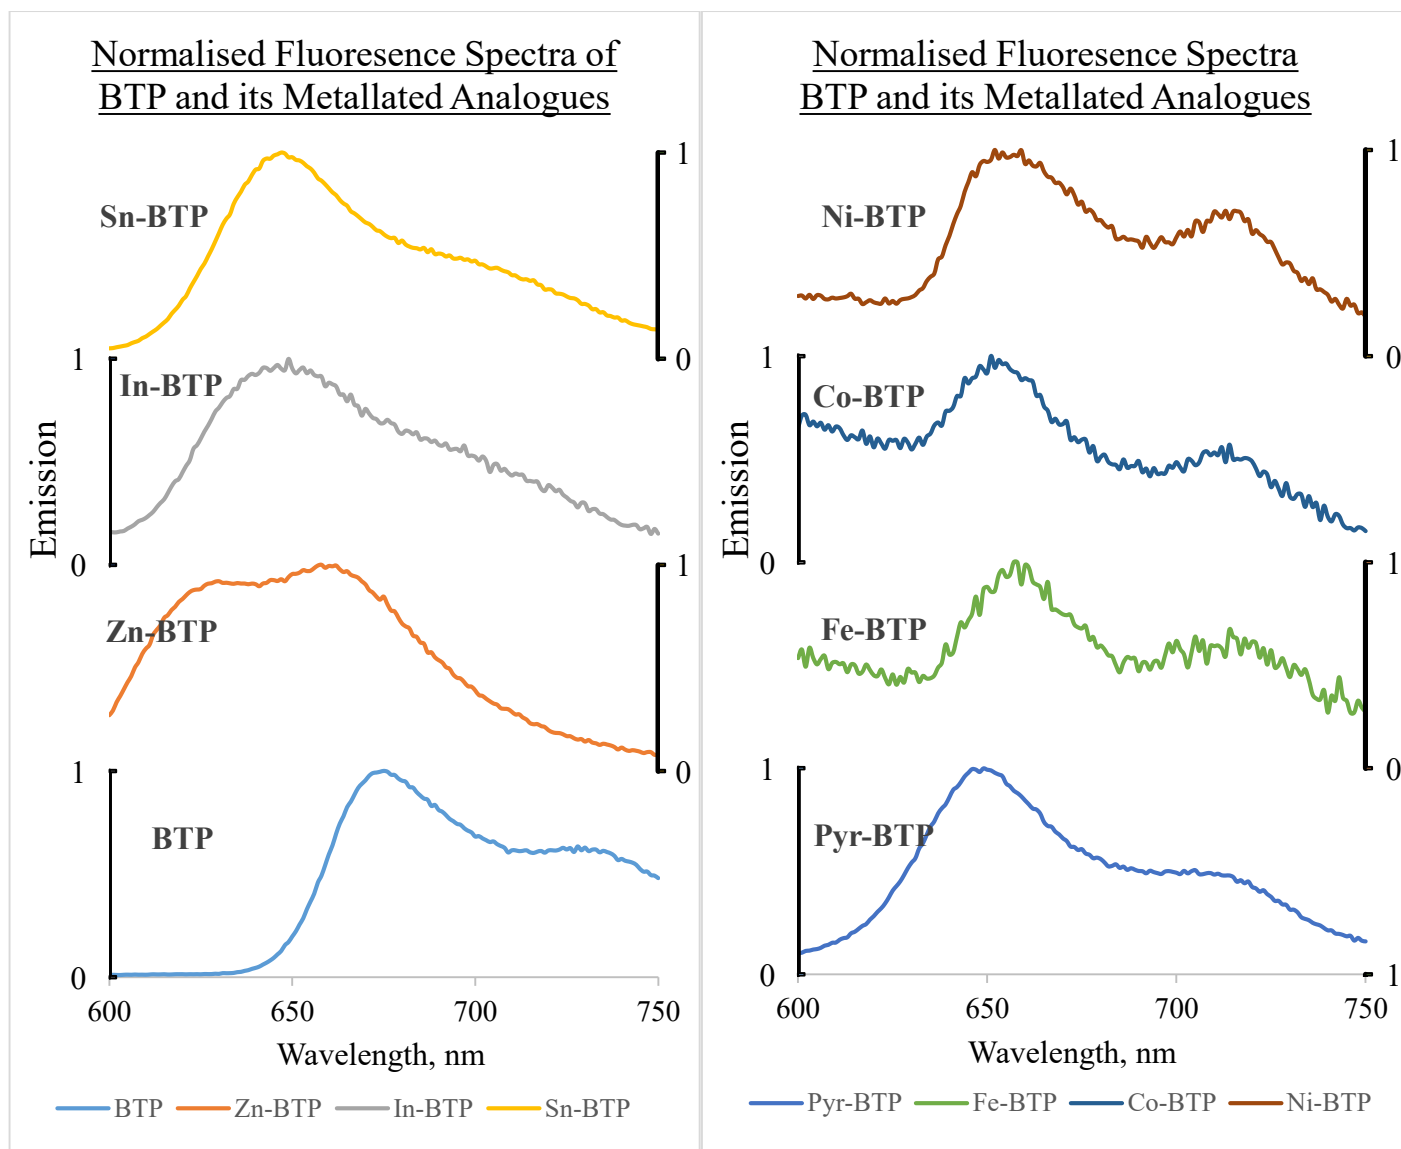 Normalised Fluoresence Spectra of
BTP and its Metallated Analogues
1
Sn-BTP
1
0
In-BTP
Emission
0
1
Zn-BTP
1
0
BTP
0
600
650
700
750
Wavelength, nm
BTP
Zn-BTP
In-BTP
Sn-BTP
Normalised Fluoresence Spectra
BTP and its Metallated Analogues
1
Ni-BTP
1
0
Co-BTP
Emission
0
1
Fe-BTP
1
0
Pyr-BTP
0
1
600
650
700
750
Wavelength, nm
Pyr-BTP
Fe-BTP
Co-BTP
Ni-BTP